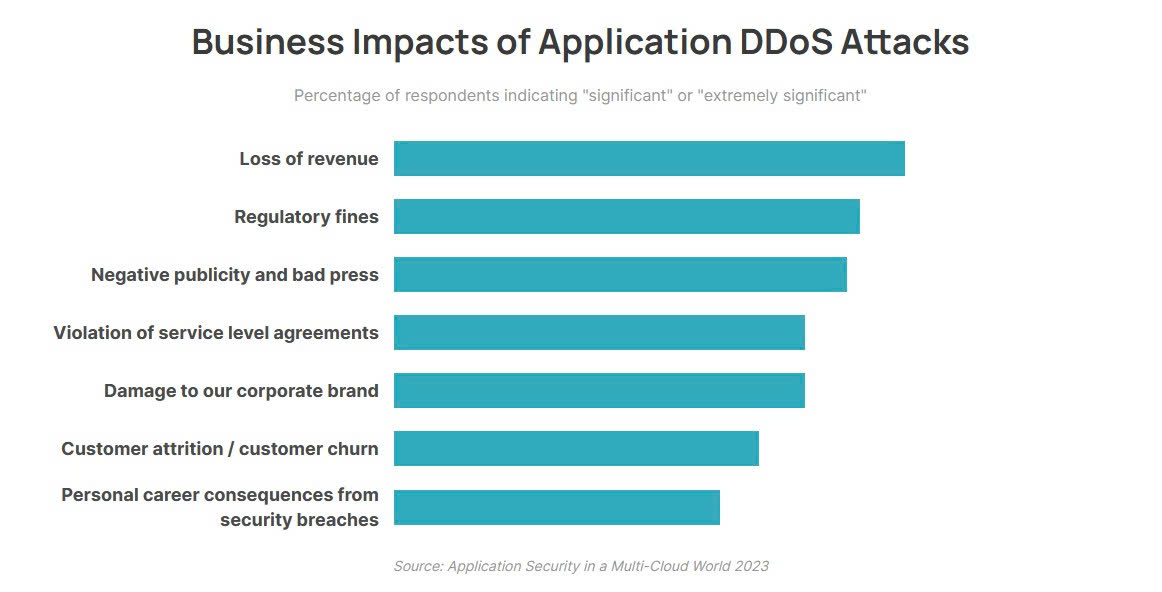 Business Impacts of Application DDoS Attacks
Percentage of respondents indicating "significant" or "extremely significant"
Loss of revenue
Regulatory fines
Negative publicity and bad press
Violation of service level agreements
Damage to our corporate brand
Customer attrition / customer churn
Personal career consequences from
security breaches
Source: Application Security in a Multi-Cloud World 2023